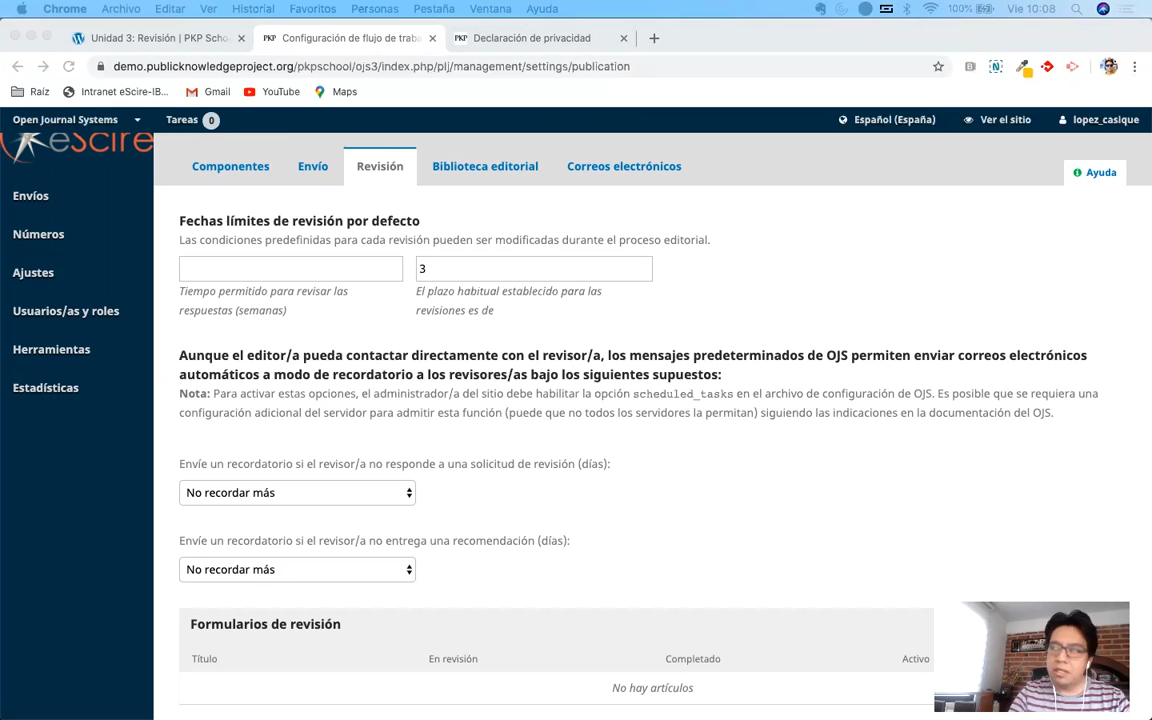 Chrome Archivo Editar Ver Historial Favoritos Personas Pestaña Ventana Ayuda 100% Vie 10:08
Unidad 3: Revisión | PKP Scho
PKP Configuración de flujo de traba
PKP Declaración de privacidad
demo.publicknowledgeproject.org/pkpschool/ojs3/index.php/plj/management/settings/publication
Raíz Intranet eScire-IB... Gmail YouTube Maps
Open Journal Systems Tareas 0 Español (España) Ver el sitio lopez_casique
eScire
Componentes Envío Revisión Biblioteca editorial Correos electrónicos
Ayuda
Envíos
Números
Ajustes
Usuarios/as y roles
Herramientas
Estadísticas
Fechas límites de revisión por defecto
Las condiciones predefinidas para cada revisión pueden ser modificadas durante el proceso editorial.
3
Tiempo permitido para revisar las
respuestas (semanas)
El plazo habitual establecido para las
revisiones es de
Aunque el editor/a pueda contactar directamente con el revisor/a, los mensajes predeterminados de OJS permiten enviar correos electrónicos
automáticos a modo de recordatorio a los revisores/as bajo los siguientes supuestos:
Nota: Para activar estas opciones, el administrador/a del sitio debe habilitar la opción scheduled_tasks en el archivo de configuración de OJS. Es posible que se requiera una
configuración adicional del servidor para admitir esta función (puede que no todos los servidores la permitan) siguiendo las indicaciones en la documentación del OJS.
Envíe un recordatorio si el revisor/a no responde a una solicitud de revisión (días):
No recordar más
Envíe un recordatorio si el revisor/a no entrega una recomendación (días):
No recordar más
Formularios de revisión
Título En revisión Completado Activo
No hay artículos